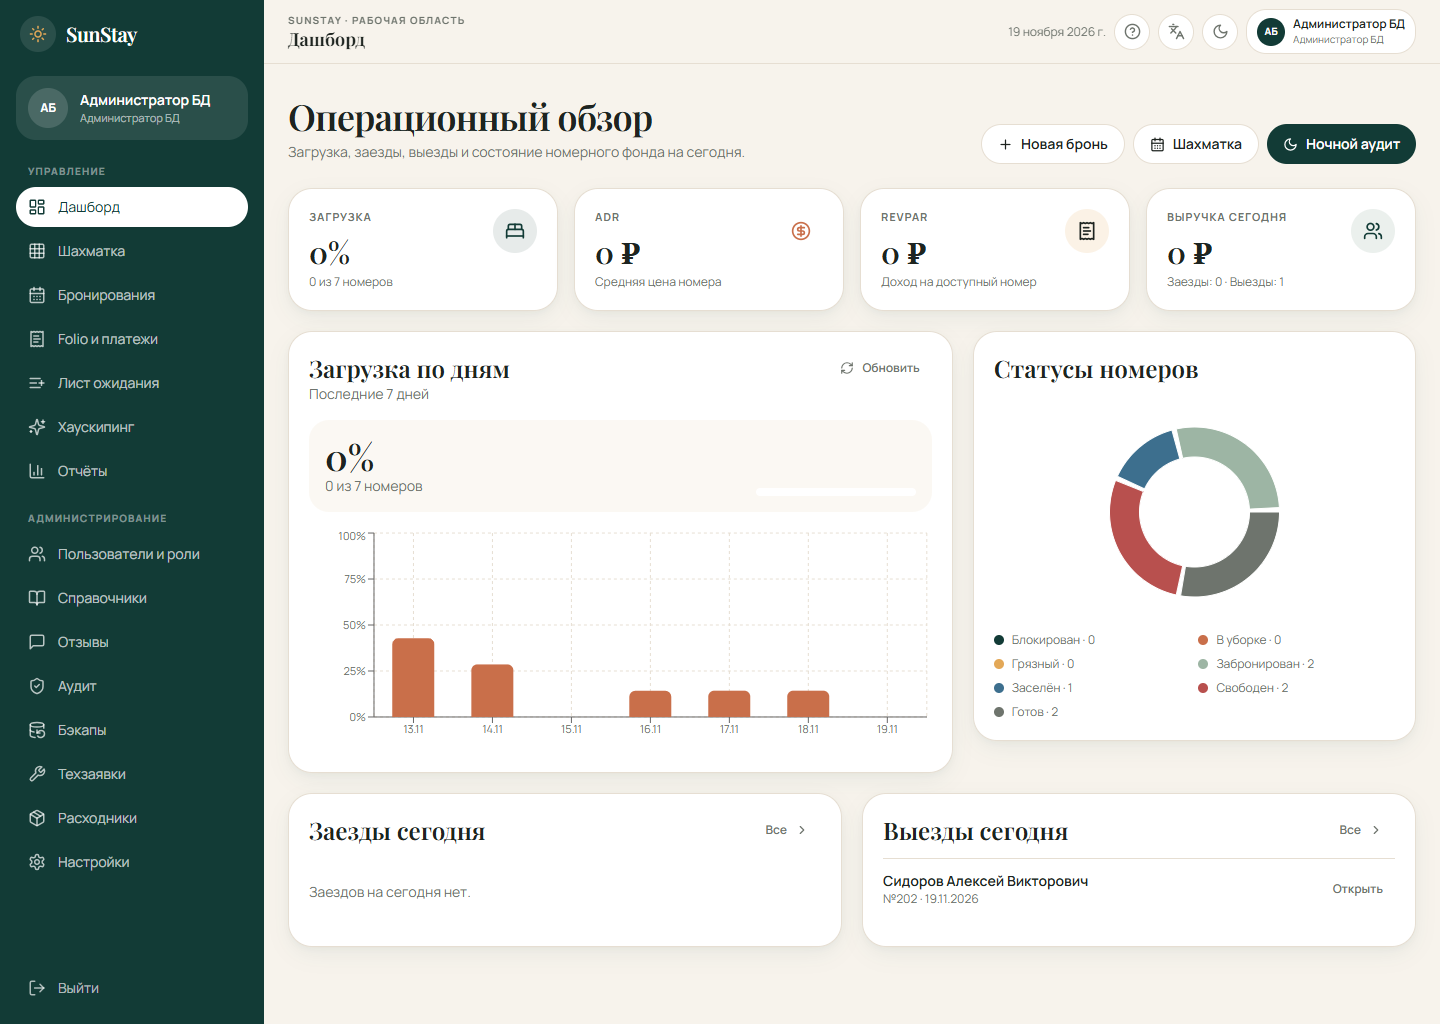 SunStay
АБ
Администратор БД
Администратор БД
УПРАВЛЕНИЕ
Дашборд
Шахматка
Бронирования
Folio и платежи
Лист ожидания
Хаускипинг
Отчёты
АДМИНИСТРИРОВАНИЕ
Пользователи и роли
Справочники
Отзывы
Аудит
Бэкапы
Техзаявки
Расходники
Настройки
Выйти
SUNSTAY · РАБОЧАЯ ОБЛАСТЬ
Дашборд
19 ноября 2026 г.
АБ
Администратор БД
Администратор БД
Операционный обзор
Загрузка, заезды, выезды и состояние номерного фонда на сегодня.
Новая бронь
Шахматка
Ночной аудит
ЗАГРУЗКА
0%
0 из 7 номеров
ADR
0 ₽
Средняя цена номера
REVPAR
0 ₽
Доход на доступный номер
ВЫРУЧКА СЕГОДНЯ
0 ₽
Заезды: 0 · Выезды: 1
Загрузка по дням
Последние 7 дней
Обновить
0%
0 из 7 номеров
100%
75%
50%
25%
0%
13.11 14.11 15.11 16.11 17.11 18.11 19.11
Статусы номеров
Блокирован · 0
В уборке · 0
Грязный · 0
Забронирован · 2
Заселён · 1
Свободен · 2
Готов · 2
Заезды сегодня
Все
Заездов на сегодня нет.
Выезды сегодня
Все
Сидоров Алексей Викторович
№202 · 19.11.2026
Открыть